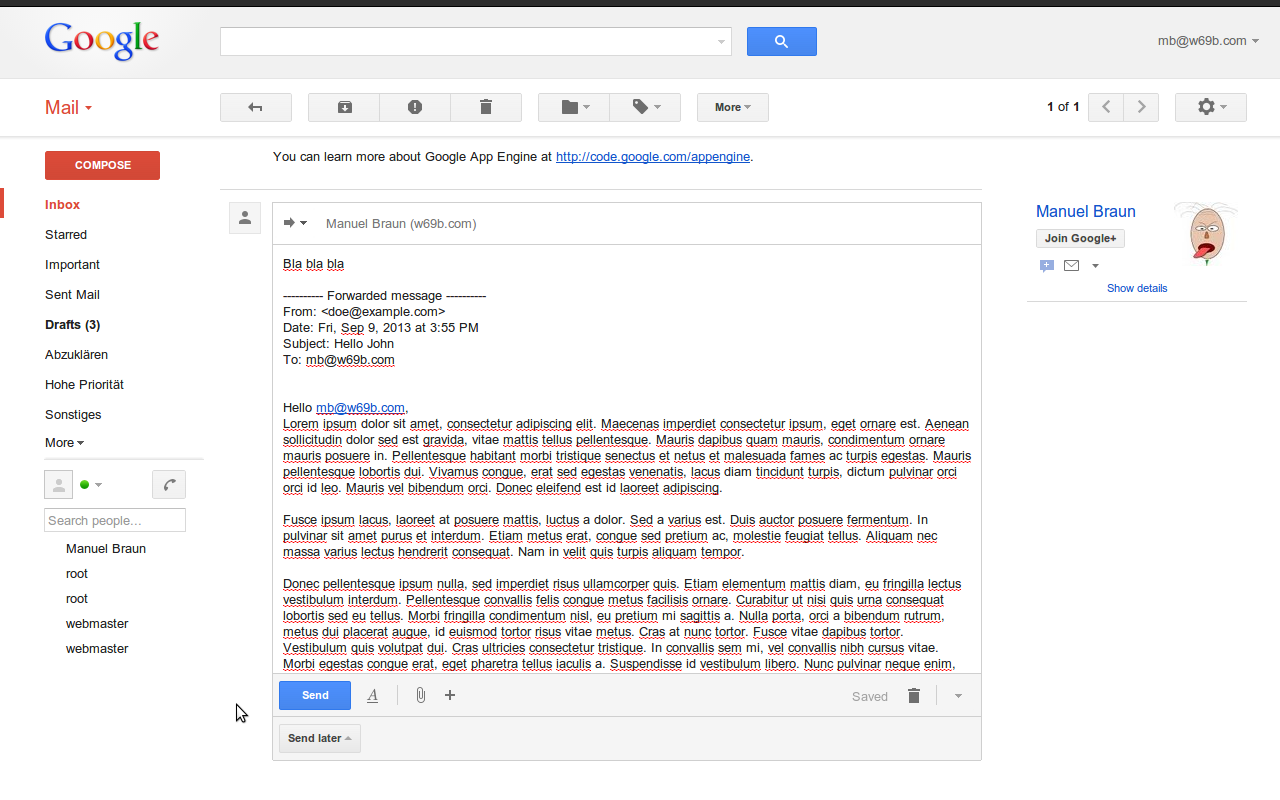 Google
mb@w69b.com
Mail
More
1 of 1
COMPOSE
Inbox
Starred
Important
Sent Mail
Drafts (3)
Abzuklären
Hohe Priorität
Sonstiges
More
Search people...
Manuel Braun
root
root
webmaster
webmaster
You can learn more about Google App Engine at http://code.google.com/appengine.
Manuel Braun (w69b.com)
Bla bla bla
---------- Forwarded message ----------
From: <doe@example.com>
Date: Fri, Sep 9, 2013 at 3:55 PM
Subject: Hello John
To: mb@w69b.com
Hello mb@w69b.com,
Lorem ipsum dolor sit amet, consectetur adipiscing elit. Maecenas imperdiet consectetur ipsum, eget ornare est. Aenean
sollicitudin dolor sed est gravida, vitae mattis tellus pellentesque. Mauris dapibus quam mauris, condimentum ornare
mauris posuere in. Pellentesque habitant morbi tristique senectus et netus et malesuada fames ac turpis egestas. Mauris
pellentesque lobortis dui. Vivamus congue, erat sed egestas venenatis, lacus diam tincidunt turpis, dictum pulvinar orci
orci id leo. Mauris vel bibendum orci. Donec eleifend est id laoreet adipiscing.
Fusce ipsum lacus, laoreet at posuere mattis, luctus a dolor. Sed a varius est. Duis auctor posuere fermentum. In
pulvinar sit amet purus et interdum. Etiam metus erat, congue sed pretium ac, molestie feugiat tellus. Aliquam nec
massa varius lectus hendrerit consequat. Nam in velit quis turpis aliquam tempor.
Donec pellentesque ipsum nulla, sed imperdiet risus ullamcorper quis. Etiam elementum mattis diam, eu fringilla lectus
vestibulum interdum. Pellentesque convallis felis congue metus facilisis ornare. Curabitur ut nisi quis urna consequat
lobortis sed eu tellus. Morbi fringilla condimentum nisl, eu pretium mi sagittis a. Nulla porta, orci a bibendum rutrum,
metus dui placerat augue, id euismod tortor risus vitae metus. Cras at nunc tortor. Fusce vitae dapibus tortor.
Vestibulum quis volutpat dui. Cras ultricies consectetur tristique. In convallis sem mi, vel convallis nibh cursus vitae.
Morbi egestas congue erat, eget pharetra tellus iaculis a. Suspendisse id vestibulum libero. Nunc pulvinar neque enim,
Send
A
Saved
Send later
Manuel Braun
Join Google+
Show details